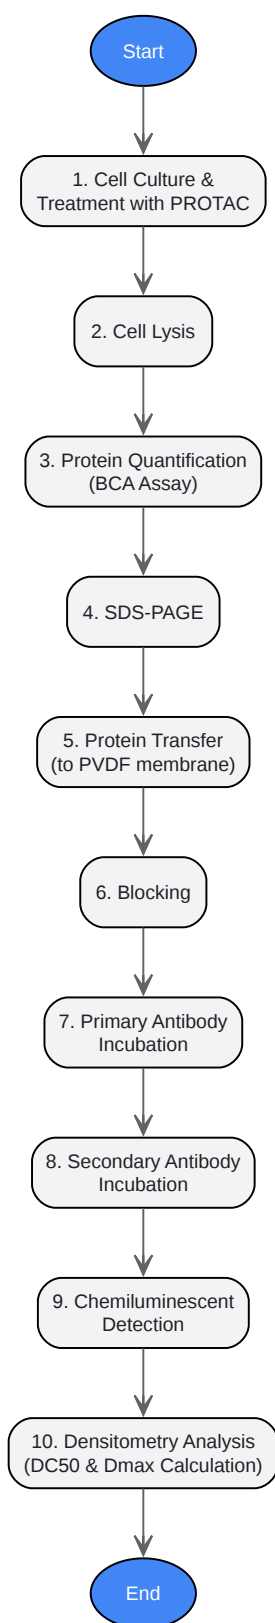 Start
1. Cell Culture &
Treatment with PROTAC
2. Cell Lysis
3. Protein Quantification
(BCA Assay)
4. SDS-PAGE
5. Protein Transfer
(to PVDF membrane)
6. Blocking
7. Primary Antibody
Incubation
8. Secondary Antibody
Incubation
9. Chemiluminescent
Detection
10. Densitometry Analysis
(DC50 & Dmax Calculation)
End